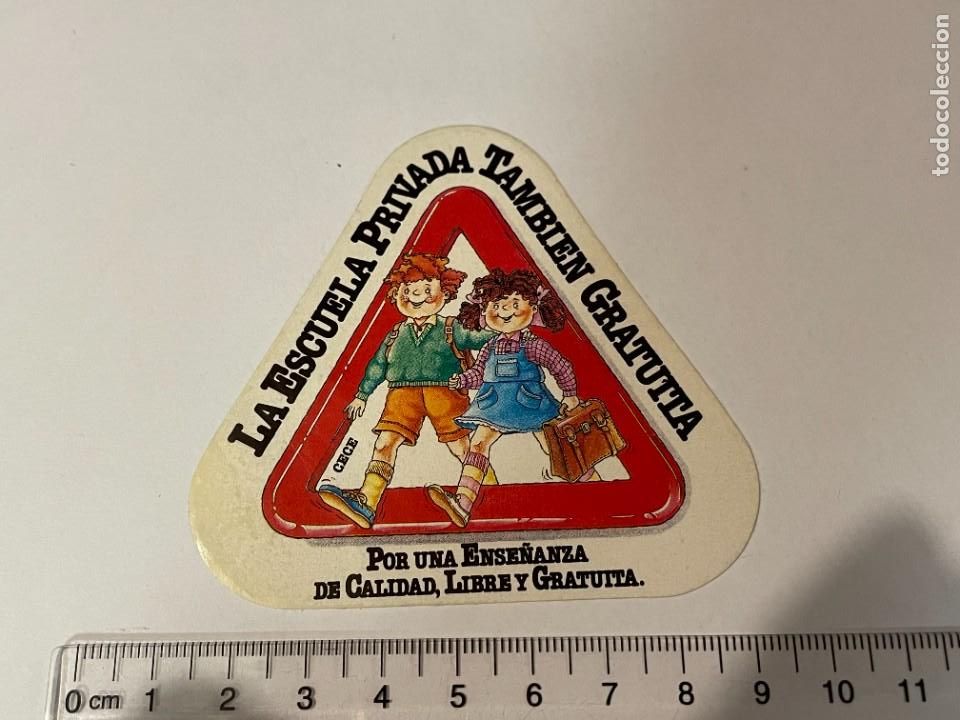 LA ESCUELA PRIVADA TAMBIEN GRATUITA
CECE
POR UNA ENSEÑANZA
DE CALIDAD, LIBRE Y GRATUITA.
0 cm 1 2 3 4 5 6 7 8 9 10 11
todocoleccion